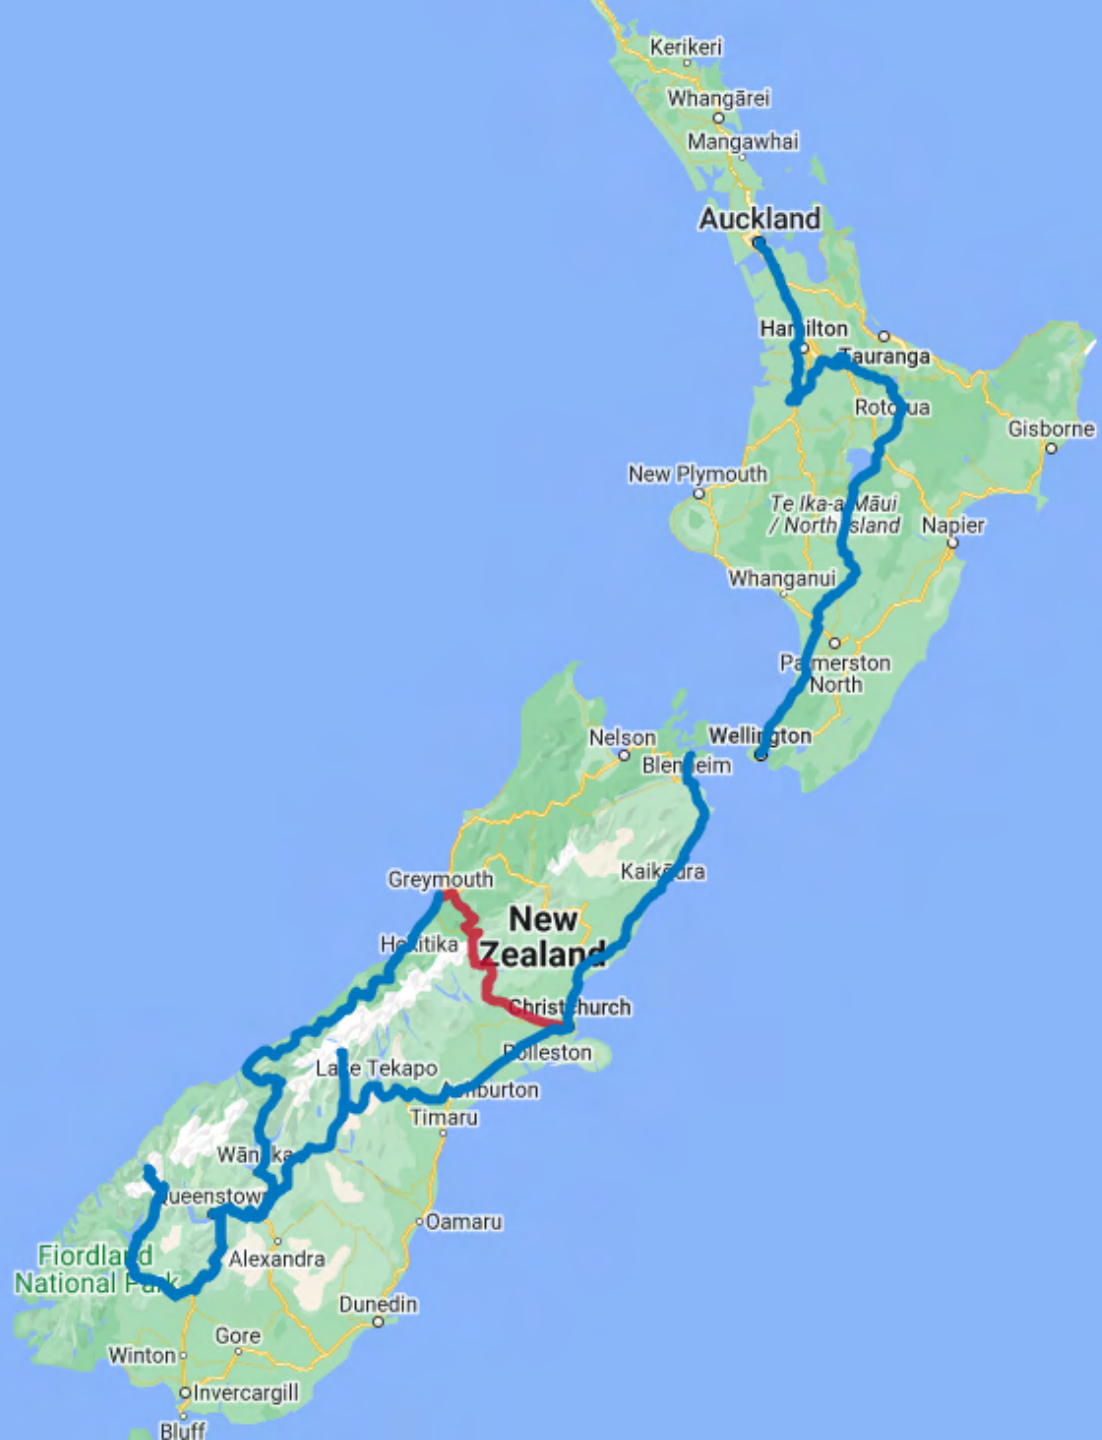 Kerikeri
Whangārei
Mangawhai
Auckland
Hamilton
Tauranga
Rotorua
Gisborne
New Plymouth
Te Ika-a-Māui
/ North Island
Napier
Whanganui
Palmerston
North
Wellington
Nelson
Blenheim
Kaikōura
Greymouth
New
Zealand
Hokitika
Christchurch
Rolleston
Lake Tekapo
Ashburton
Timaru
Wānaka
Queenstown
Oamaru
Fiordland
National Park
Alexandra
Dunedin
Gore
Winton
Invercargill
Bluff